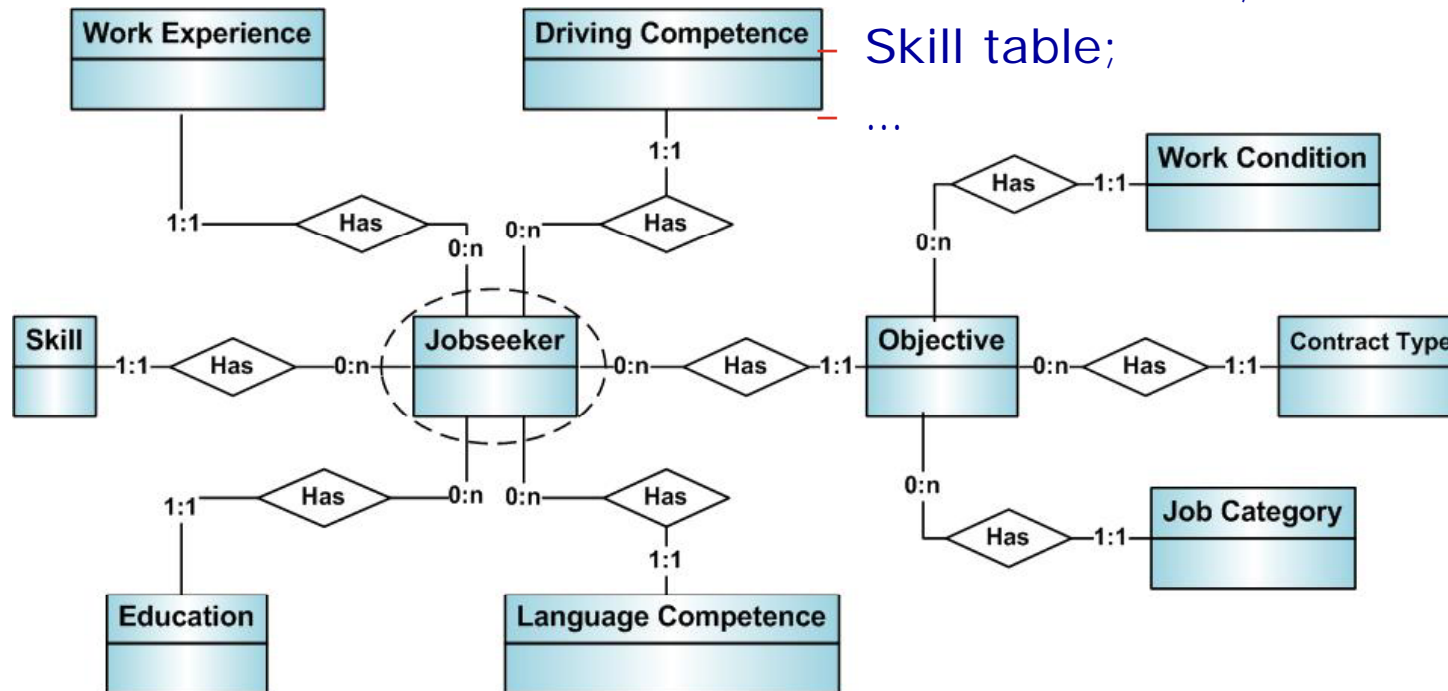 Work Experience
Driving Competence
– Skill table;
– ...
1:1
Has
0:n
1:1
0:n
Has
Has
1:1
Work Condition
0:n
Skill
1:1
Has
0:n
Jobseeker
0:n
Has
1:1
Objective
0:n
Has
1:1
Contract Type
1:1
Has
0:n
0:n
Has
1:1
0:n
Has
1:1
Job Category
Education
Language Competence